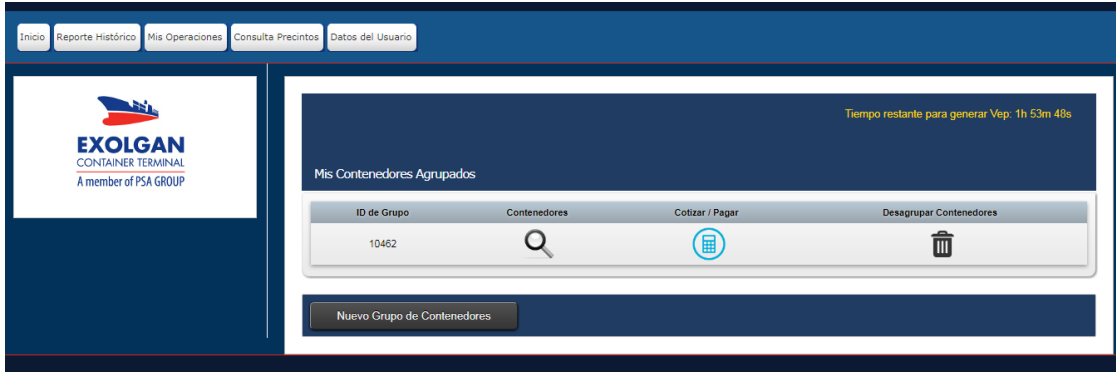 Inicio
Reporte Histórico
Mis Operaciones
Consulta Precintos
Datos del Usuario
EXOLGAN
CONTAINER TERMINAL
A member of PSA GROUP
Tiempo restante para generar Vep: 1h 53m 48s
Mis Contenedores Agrupados
ID de Grupo Contenedores Cotizar / Pagar Desagrupar Contenedores
10462
Nuevo Grupo de Contenedores